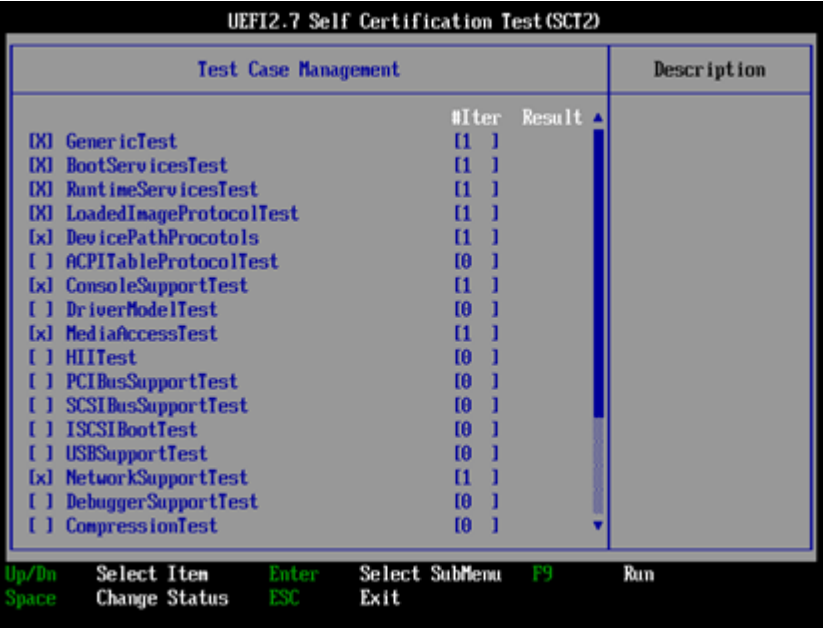 UEFI2.7 Self Certification Test(SCT2)
Test Case Management Description
#Iter Result
[X] GenericTest [1 ]
[X] BootServicesTest [1 ]
[X] RuntimeServicesTest [1 ]
[X] LoadedImageProtocolTest [1 ]
[x] DevicePathProcotols [1 ]
[ ] ACPITableProtocolTest [0 ]
[x] ConsoleSupportTest [1 ]
[ ] DriverModelTest [0 ]
[x] MediaAccessTest [1 ]
[ ] HIITest [0 ]
[ ] PCIBusSupportTest [0 ]
[ ] SCSIBusSupportTest [0 ]
[ ] ISCSIBootTest [0 ]
[ ] USBSupportTest [0 ]
[x] NetworkSupportTest [1 ]
[ ] DebuggerSupportTest [0 ]
[ ] CompressionTest [0 ]
Up/Dn Select Item Enter Select SubMenu F9 Run
Space Change Status ESC Exit